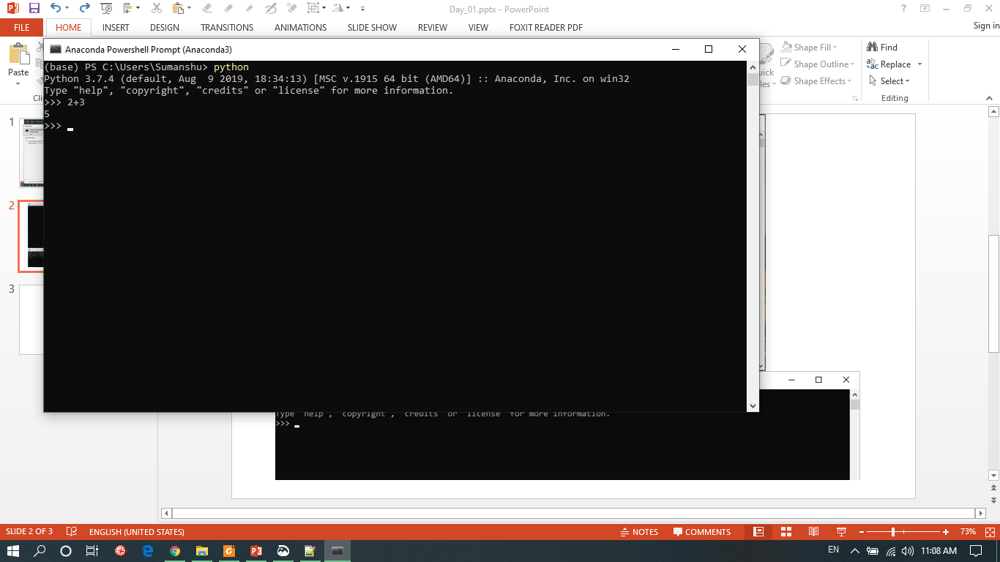 Day_01.pptx - PowerPoint
FILE HOME INSERT DESIGN TRANSITIONS ANIMATIONS SLIDE SHOW REVIEW VIEW FOXIT READER PDF Sign in
Paste
Shape Fill
Shape Outline
Shape Effects
Find
Replace
Select
Editing
Anaconda Powershell Prompt (Anaconda3)
(base) PS C:\Users\Sumanshu> python
Python 3.7.4 (default, Aug  9 2019, 18:34:13) [MSC v.1915 64 bit (AMD64)] :: Anaconda, Inc. on win32
Type "help", "copyright", "credits" or "license" for more information.
>>> 2+3
5
>>>
1
2
3
Type "help", "copyright", "credits" or "license" for more information.
>>>
SLIDE 2 OF 3 ENGLISH (UNITED STATES) NOTES COMMENTS 73%
EN 11:08 AM